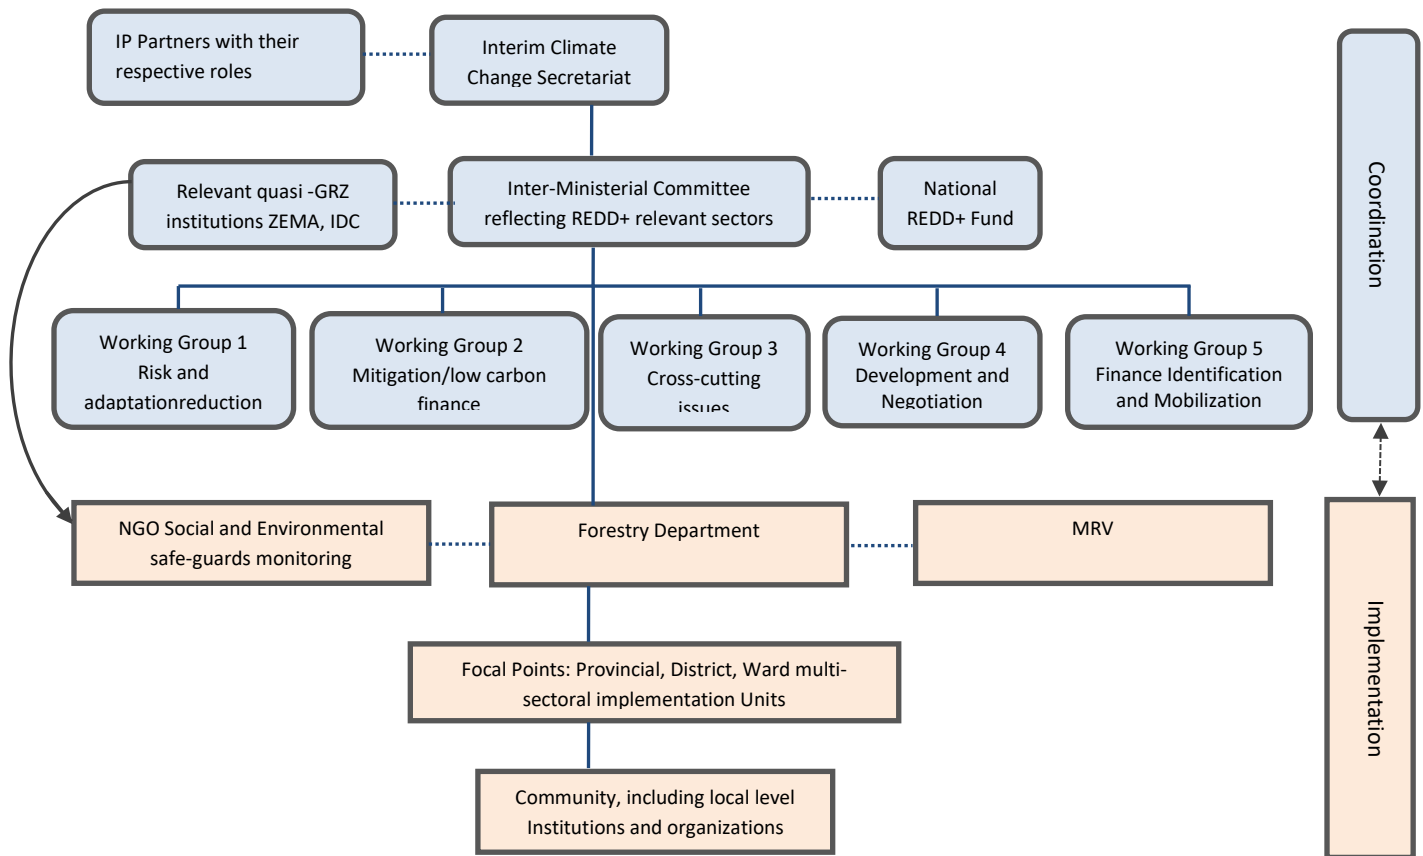 IP Partners with their
respective roles
Interim Climate
Change Secretariat
Coordination
Relevant quasi -GRZ
institutions ZEMA, IDC
Inter-Ministerial Committee
reflecting REDD+ relevant sectors
National
REDD+ Fund
Working Group 1
Risk and
adaptationreduction
Working Group 2
Mitigation/low carbon
finance
Working Group 3
Cross-cutting
issues
Working Group 4
Development and
Negotiation
Working Group 5
Finance Identification
and Mobilization
NGO Social and Environmental
safe-guards monitoring
Forestry Department
MRV
Implementation
Focal Points: Provincial, District, Ward multi-
sectoral implementation Units
Community, including local level
Institutions and organizations